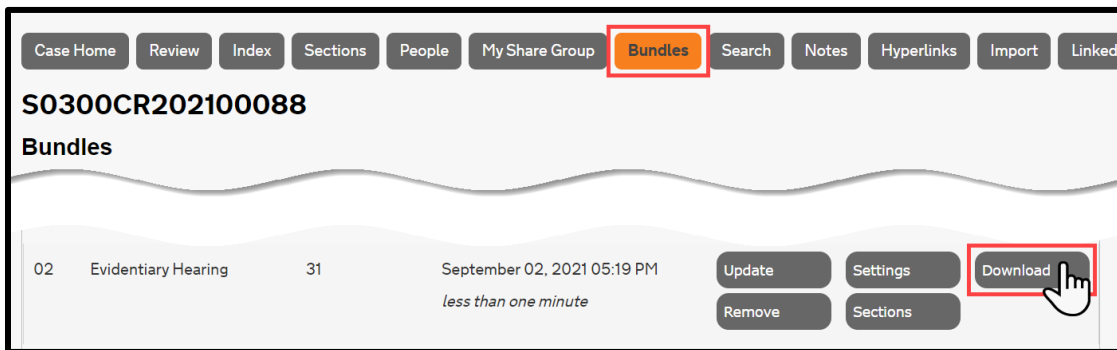 Case Home Review Index Sections People My Share Group Bundles Search Notes Hyperlinks Import Linked
S0300CR202100088
Bundles
02 Evidentiary Hearing 31 September 02, 2021 05:19 PM Update Settings Download
less than one minute Remove Sections